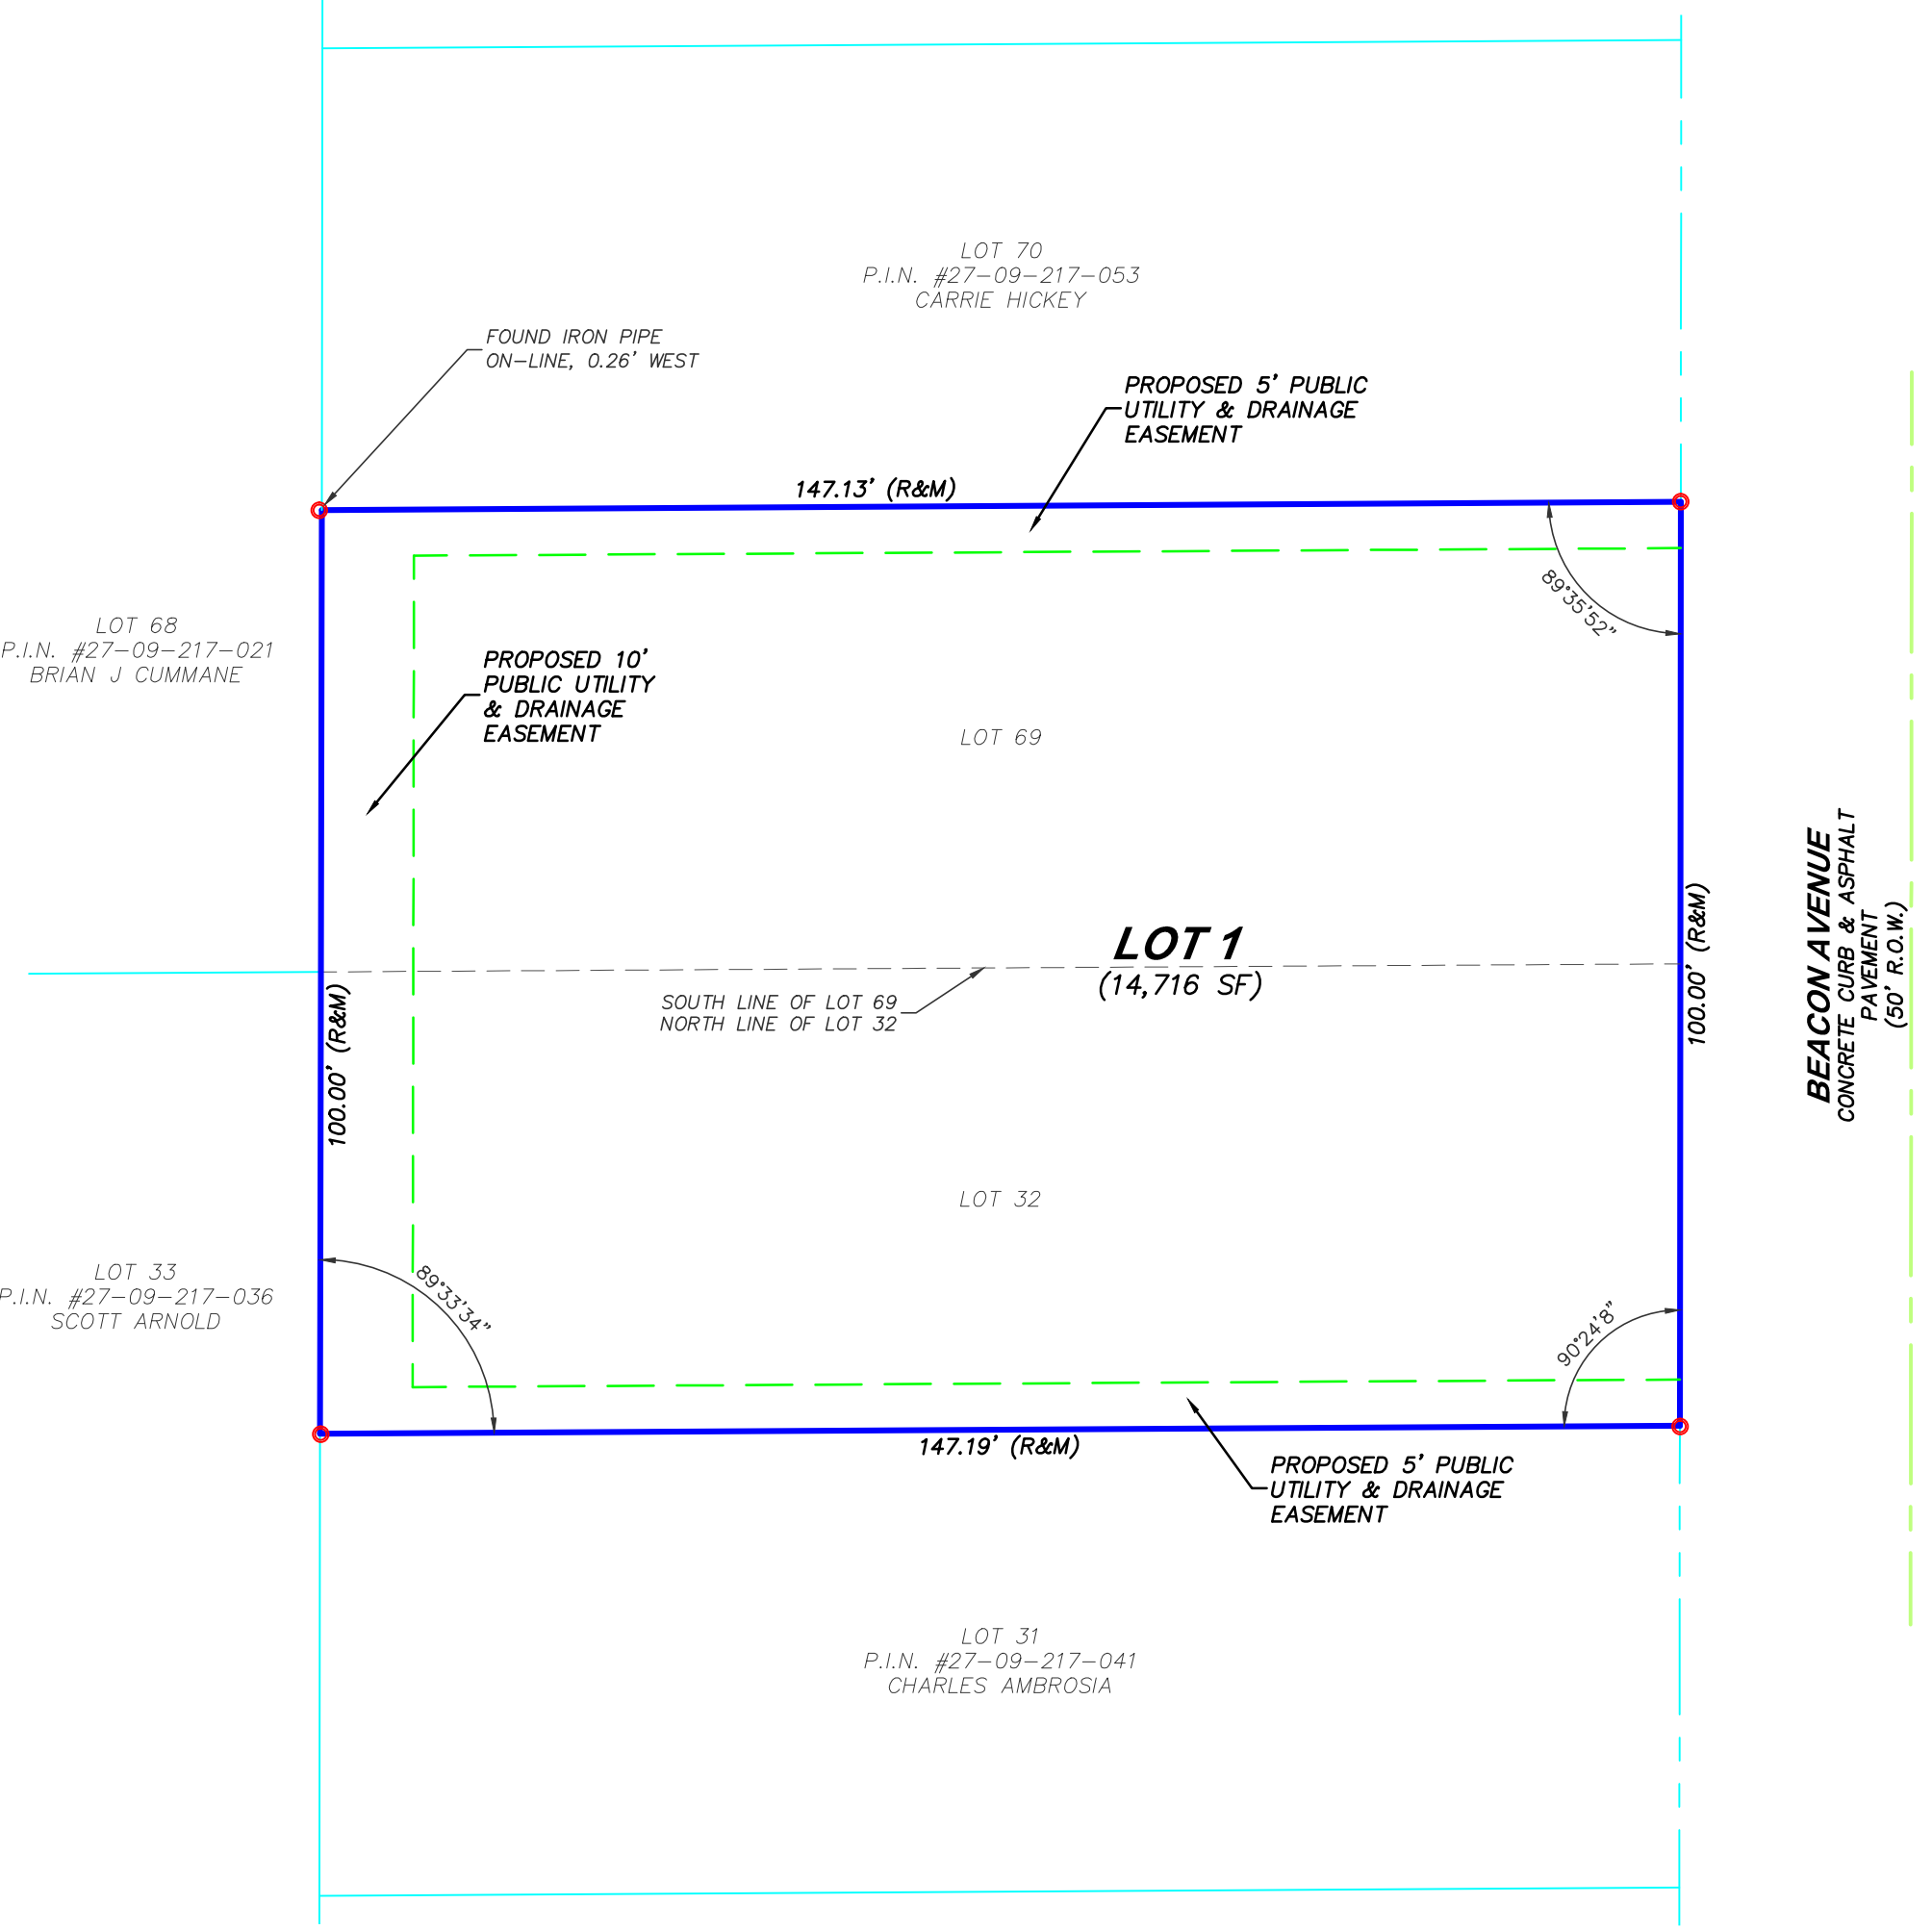 LOT 70
P.I.N. #27-09-217-053
CARRIE HICKEY
FOUND IRON PIPE
ON-LINE, 0.26' WEST
PROPOSED 5' PUBLIC
UTILITY & DRAINAGE
EASEMENT
147.13' (R&M)
89°35'52"
LOT 68
P.I.N. #27-09-217-021
BRIAN J CUMMANE
PROPOSED 10'
PUBLIC UTILITY
& DRAINAGE
EASEMENT
LOT 69
LOT 1
(14,716 SF)
SOUTH LINE OF LOT 69
NORTH LINE OF LOT 32
100.00' (R&M)
100.00' (R&M)
BEACON AVENUE
CONCRETE CURB & ASPHALT
PAVEMENT
(50' R.O.W.)
LOT 32
LOT 33
P.I.N. #27-09-217-036
SCOTT ARNOLD
89°33'34"
90°24'8"
147.19' (R&M)
PROPOSED 5' PUBLIC
UTILITY & DRAINAGE
EASEMENT
LOT 31
P.I.N. #27-09-217-041
CHARLES AMBROSIA